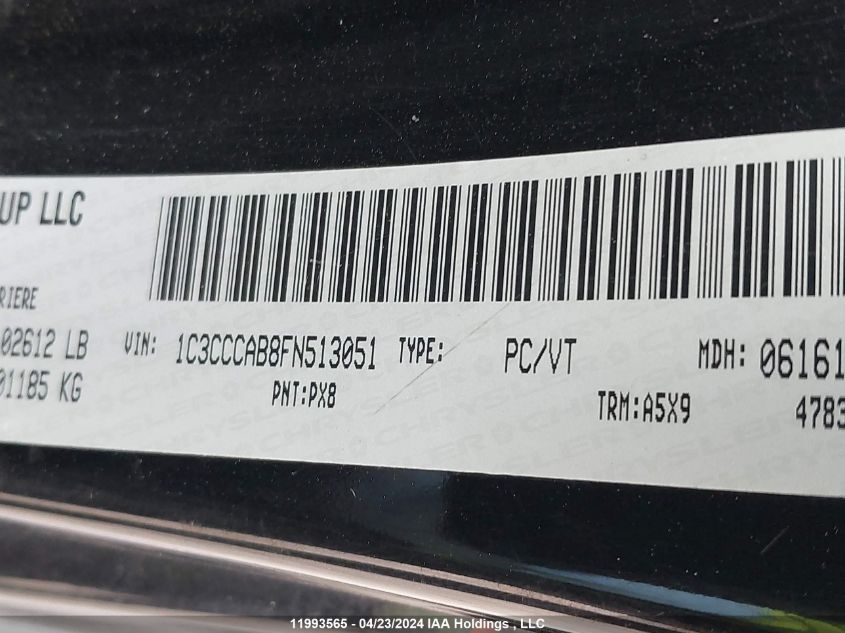 UP LLC
RIERE
02612 LB
01185 KG
VIN: 1C3CCCAB8FN513051 TYPE: PC/VT MDH: 06161
PNT:PX8
TRM:A5X9
4783
CHRYSLER
11993565 - 04/23/2024 IAA Holdings , LLC